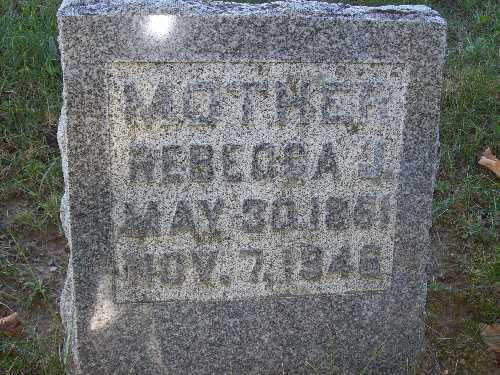 MOTHER
REBECCA J.
MAY 30, 1861
NOV. 7, 1946